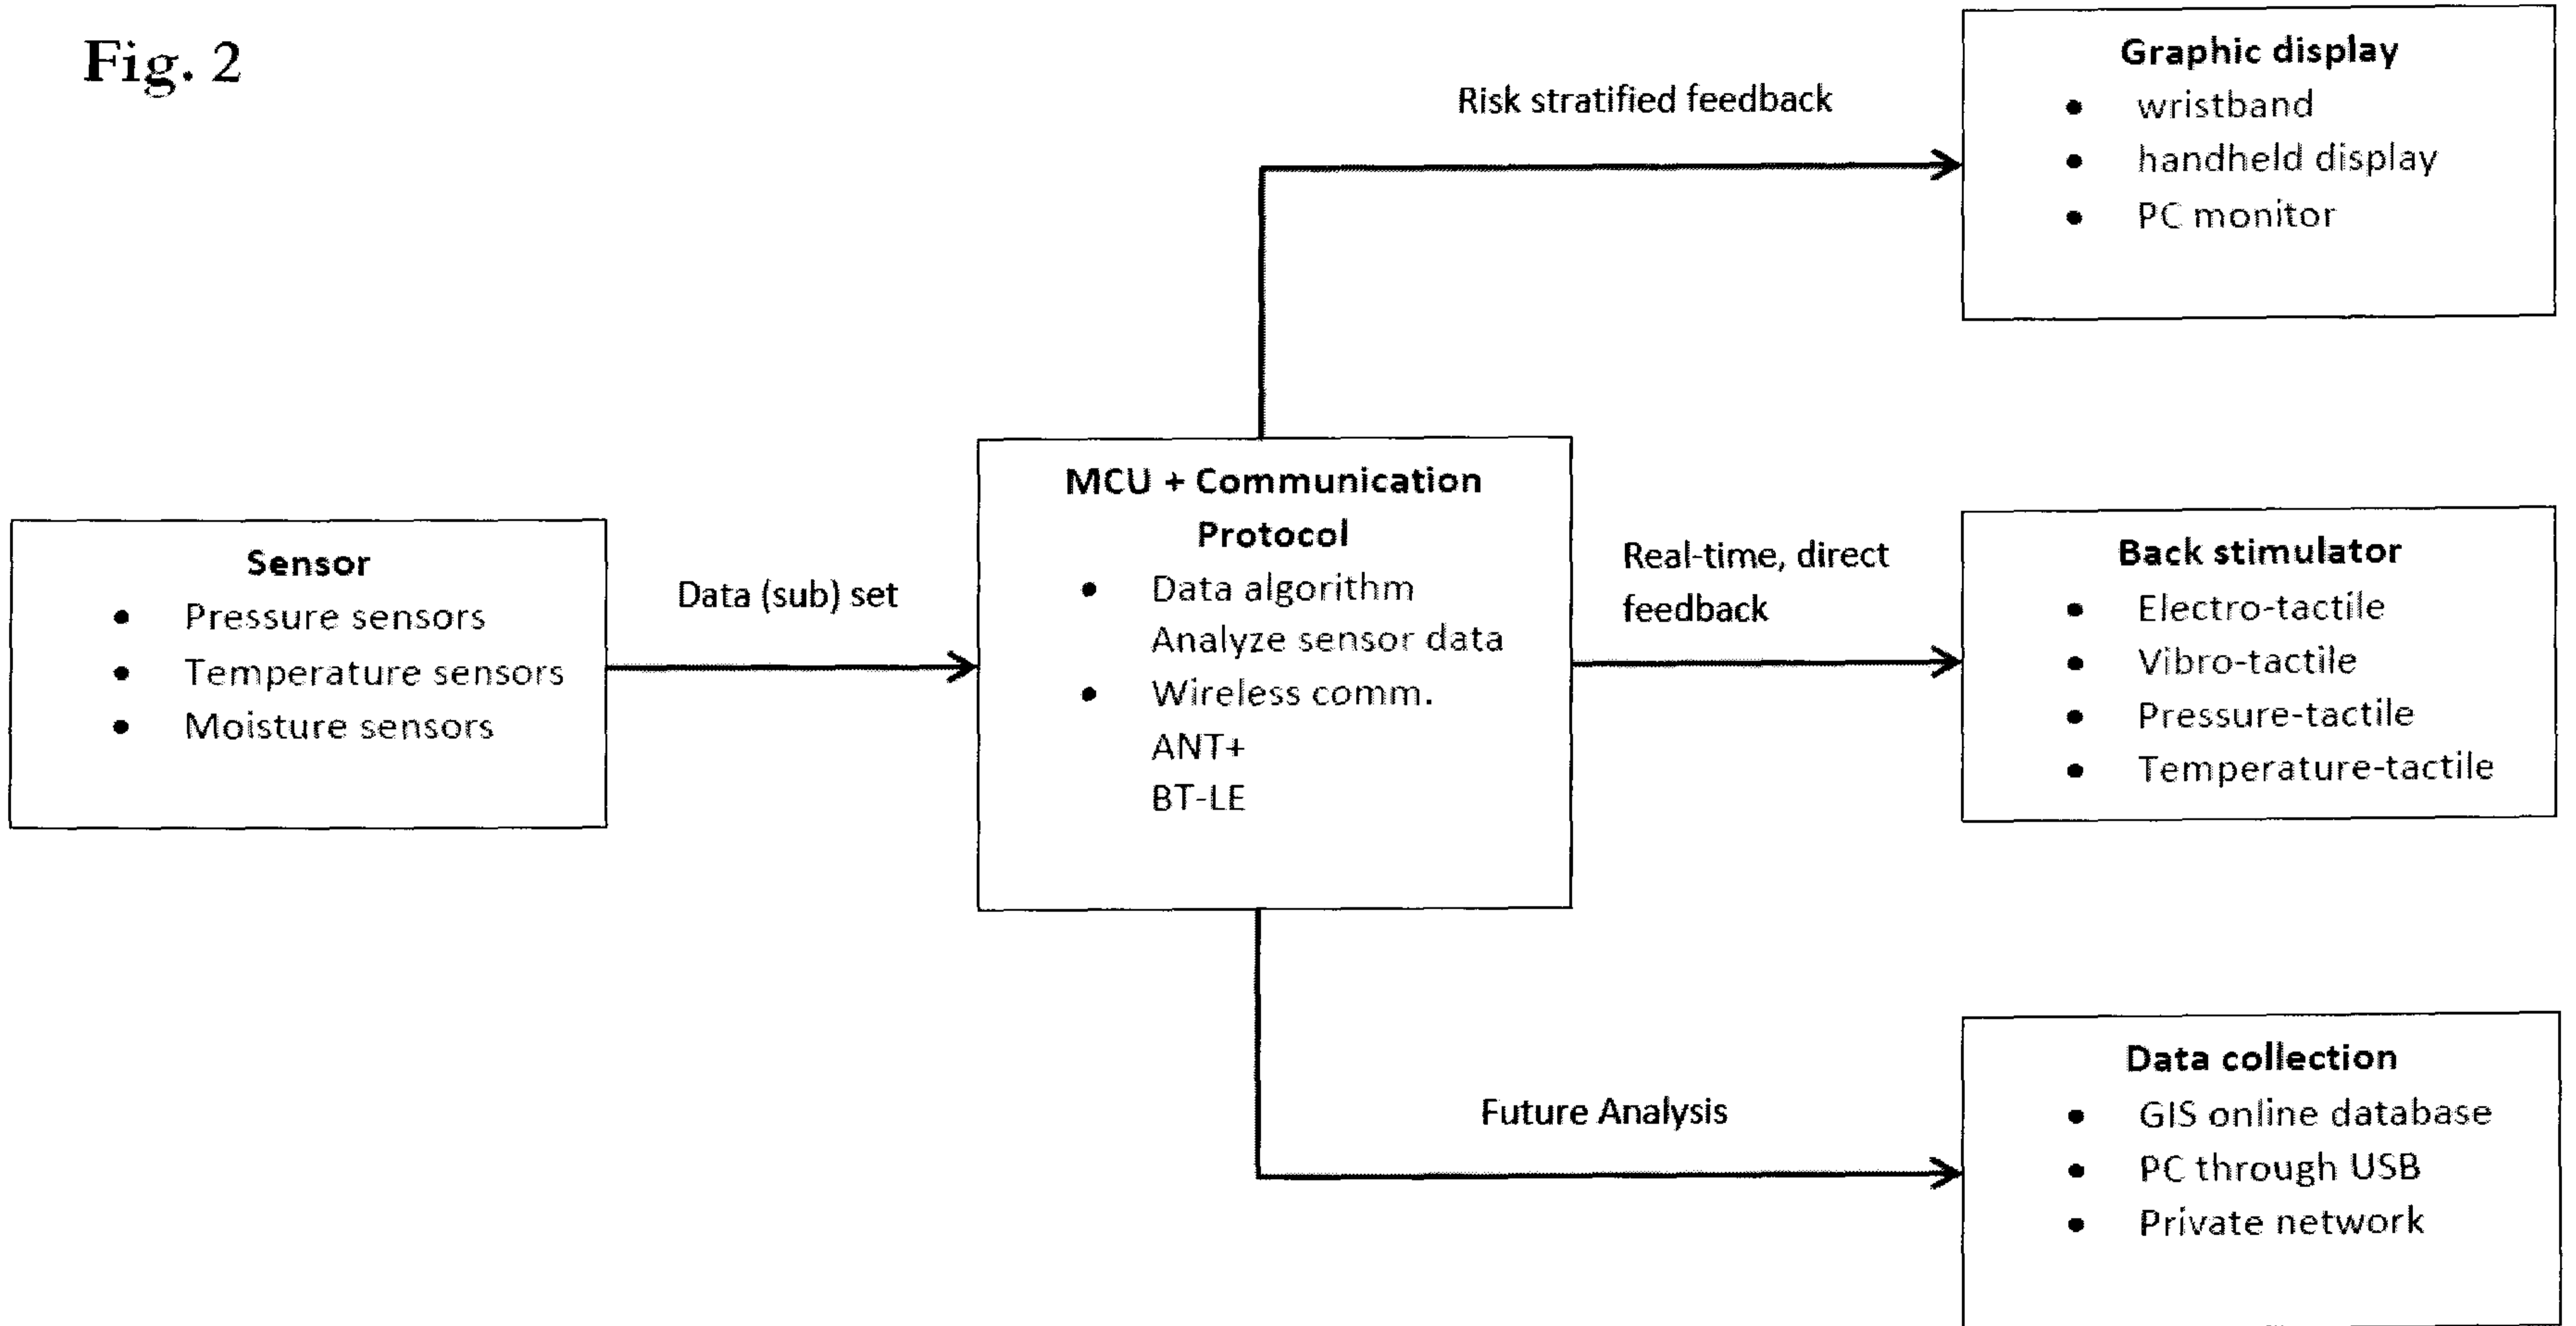 Fig. 2
Risk stratified feedback
Graphic display
• wristband
• handheld display
• PC monitor
Sensor
• Pressure sensors
• Temperature sensors
• Moisture sensors
Data (sub) set
MCU + Communication
Protocol
• Data algorithm
Analyze sensor data
• Wireless comm.
ANT+
BT-LE
Real-time, direct
feedback
Back stimulator
• Electro-tactile
• Vibro-tactile
• Pressure-tactile
• Temperature-tactile
Future Analysis
Data collection
• GIS online database
• PC through USB
• Private network